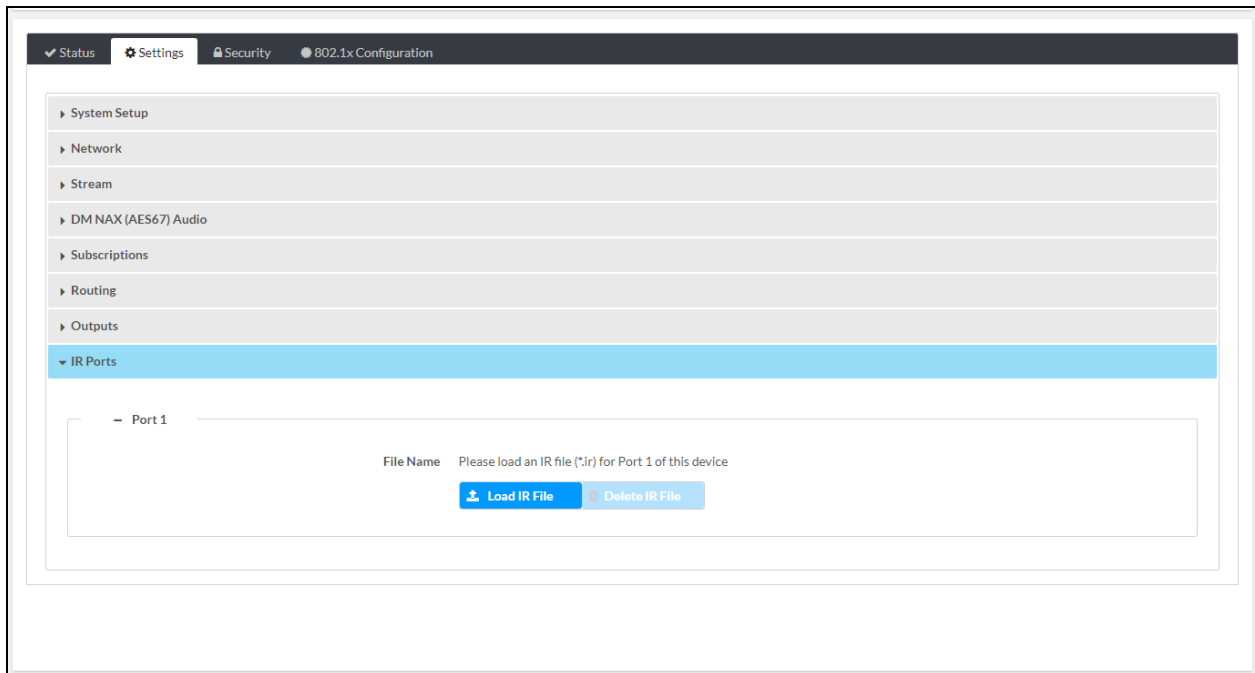 Status Settings Security 802.1x Configuration
System Setup
Network
Stream
DM NAX (AES67) Audio
Subscriptions
Routing
Outputs
IR Ports
Port 1
File Name Please load an IR file (*.ir) for Port 1 of this device
Load IR File Delete IR File